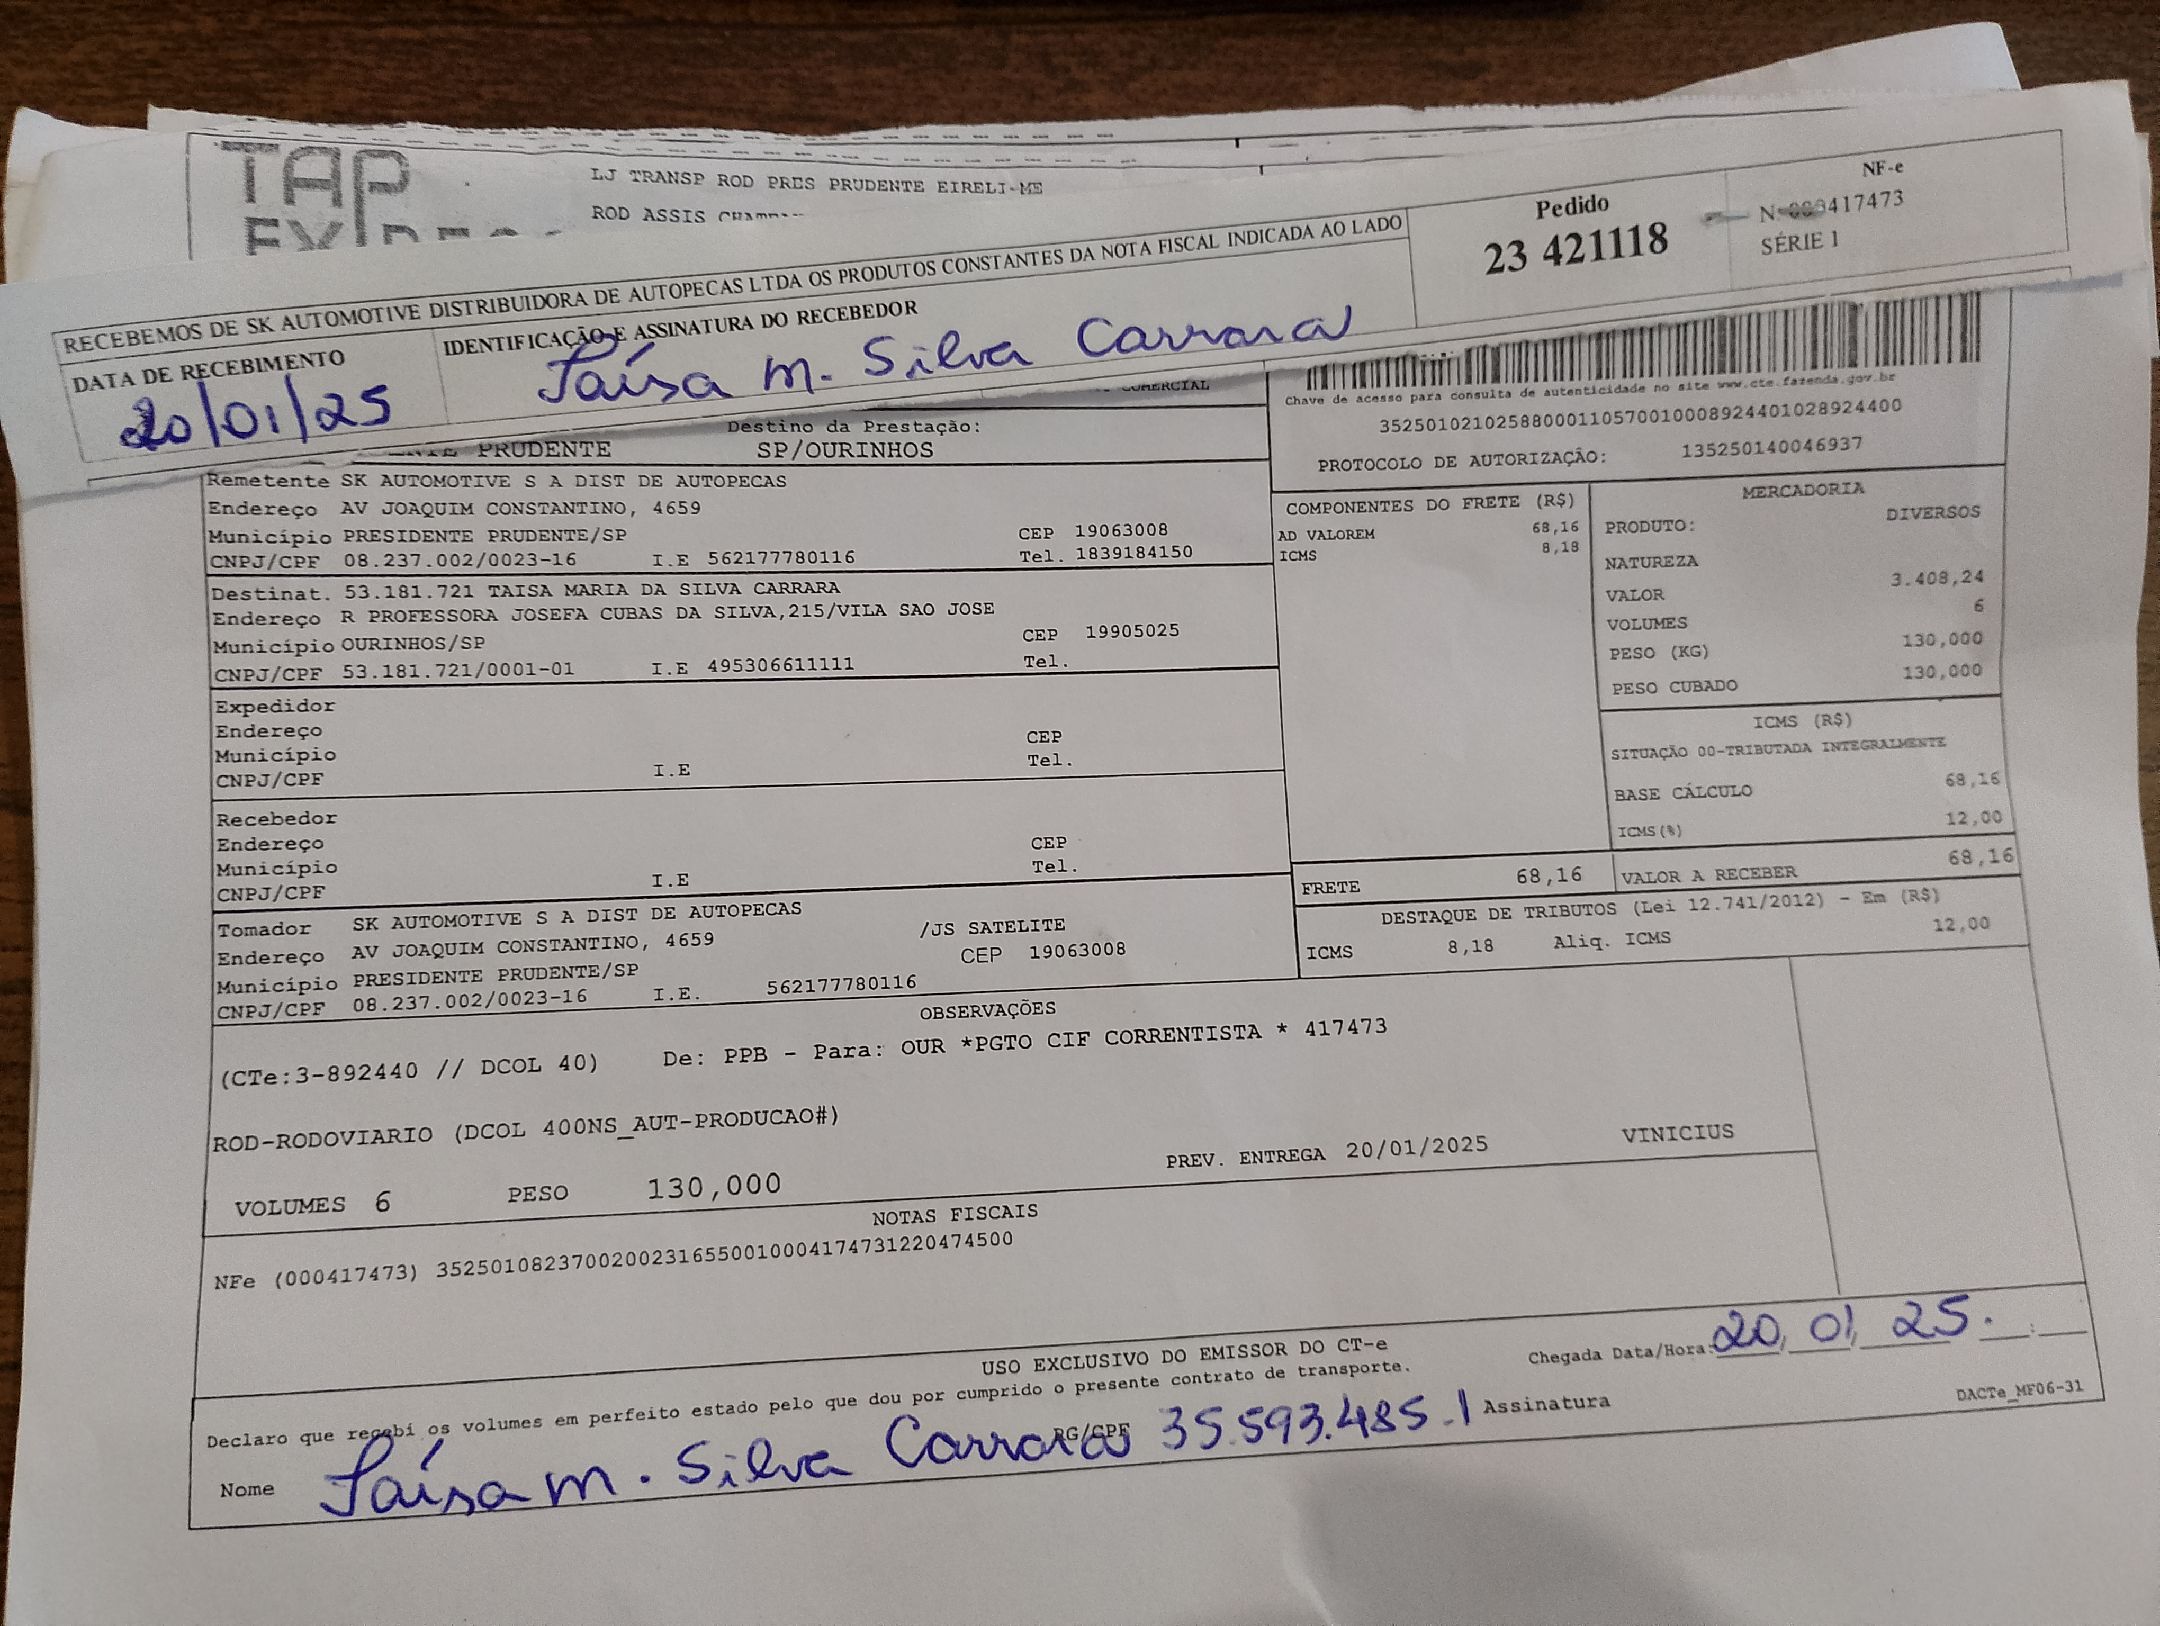 TAP
LJ TRANSP ROD PRES PRUDENTE EIRELI-ME
ROD ASSIS
RECEBEMOS DE SK AUTOMOTIVE DISTRIBUIDORA DE AUTOPECAS LTDA OS PRODUTOS CONSTANTES DA NOTA FISCAL INDICADA AO LADO
DATA DE RECEBIMENTO
20/01/25
IDENTIFICAÇÃO E ASSINATURA DO RECEBEDOR
Taísa M. Silva Carrara
Pedido
23 421118
NF-e
417473
SÉRIE 1
COMERCIAL
Chave de acesso para consulta de autenticidade no site www.cte.fazenda.gov.br
35250102102588000110570010008924401028924400
PROTOCOLO DE AUTORIZAÇÃO: 135250140046937
Destino da Prestação:
PRUDENTE SP/OURINHOS
Remetente SK AUTOMOTIVE S A DIST DE AUTOPECAS
Endereço AV JOAQUIM CONSTANTINO, 4659
Município PRESIDENTE PRUDENTE/SP CEP 19063008
CNPJ/CPF 08.237.002/0023-16 I.E 562177780116 Tel. 1839184150
Destinat. 53.181.721 TAISA MARIA DA SILVA CARRARA
Endereço R PROFESSORA JOSEFA CUBAS DA SILVA,215/VILA SAO JOSE
Município OURINHOS/SP CEP 19905025
CNPJ/CPF 53.181.721/0001-01 I.E 495306611111 Tel.
Expedidor
Endereço
Município CEP
CNPJ/CPF I.E Tel.
Recebedor
Endereço
Município CEP
CNPJ/CPF I.E Tel.
Tomador SK AUTOMOTIVE S A DIST DE AUTOPECAS
Endereço AV JOAQUIM CONSTANTINO, 4659 /JS SATELITE
Município PRESIDENTE PRUDENTE/SP CEP 19063008
CNPJ/CPF 08.237.002/0023-16 I.E. 562177780116
COMPONENTES DO FRETE (R$)
AD VALOREM 68,16
ICMS 8,18
MERCADORIA
PRODUTO: DIVERSOS
NATUREZA
VALOR 3.408,24
VOLUMES 6
PESO (KG) 130,000
PESO CUBADO 130,000
ICMS (R$)
SITUAÇÃO 00-TRIBUTADA INTEGRALMENTE
BASE CÁLCULO 68,16
ICMS(%) 12,00
FRETE 68,16 VALOR A RECEBER 68,16
DESTAQUE DE TRIBUTOS (Lei 12.741/2012) - Em (R$)
ICMS 8,18 Aliq. ICMS 12,00
OBSERVAÇÕES
(CTe:3-892440 // DCOL 40) De: PPB - Para: OUR *PGTO CIF CORRENTISTA * 417473
ROD-RODOVIARIO (DCOL 400NS_AUT-PRODUCAO#)
VOLUMES 6 PESO 130,000 PREV. ENTREGA 20/01/2025 VINICIUS
NOTAS FISCAIS
NFe (000417473) 35250108237002002316550010004174731220474500
USO EXCLUSIVO DO EMISSOR DO CT-e
Declaro que recebi os volumes em perfeito estado pelo que dou por cumprido o presente contrato de transporte.
Chegada Data/Hora: 20, 01, 25.
Nome Taísa M. Silva Carrara RG/CPF 35.593.485.1 Assinatura
DACTe_MF06-31